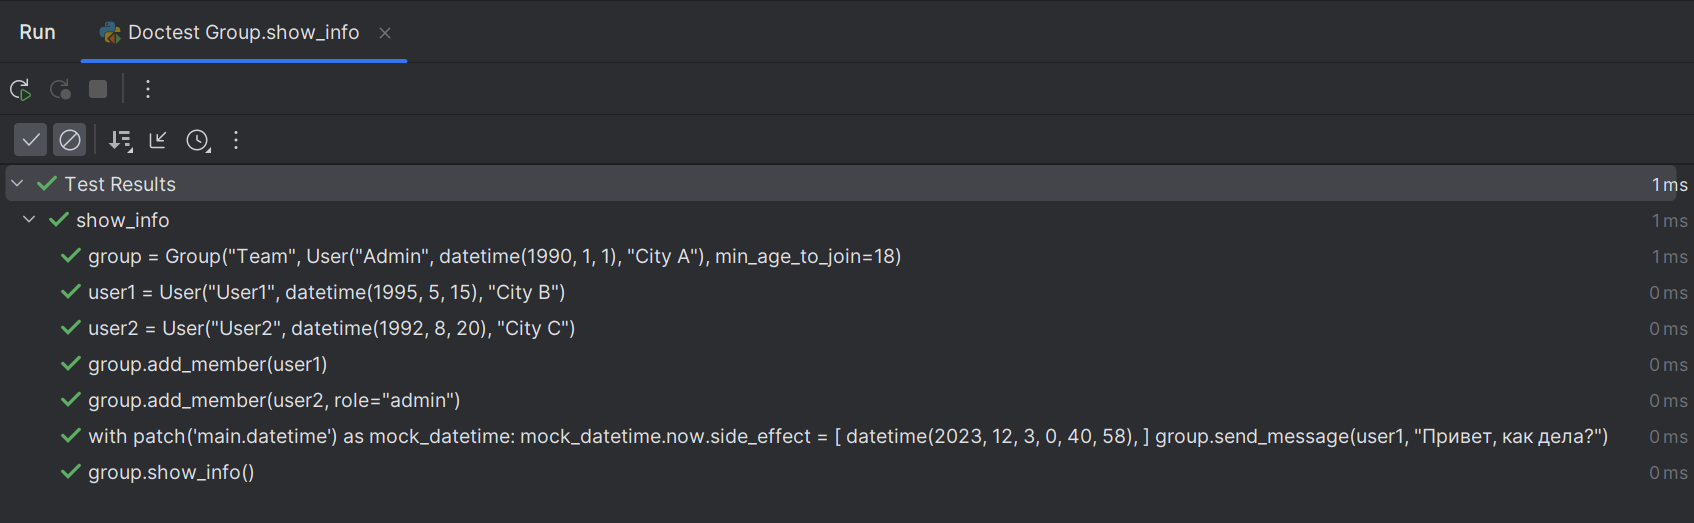 Run Doctest Group.show_info
Test Results 1 ms
show_info 1 ms
group = Group("Team", User("Admin", datetime(1990, 1, 1), "City A"), min_age_to_join=18) 1 ms
user1 = User("User1", datetime(1995, 5, 15), "City B") 0 ms
user2 = User("User2", datetime(1992, 8, 20), "City C") 0 ms
group.add_member(user1) 0 ms
group.add_member(user2, role="admin") 0 ms
with patch('main.datetime') as mock_datetime: mock_datetime.now.side_effect = [ datetime(2023, 12, 3, 0, 40, 58), ] group.send_message(user1, "Привет, как дела?") 0 ms
group.show_info() 0 ms